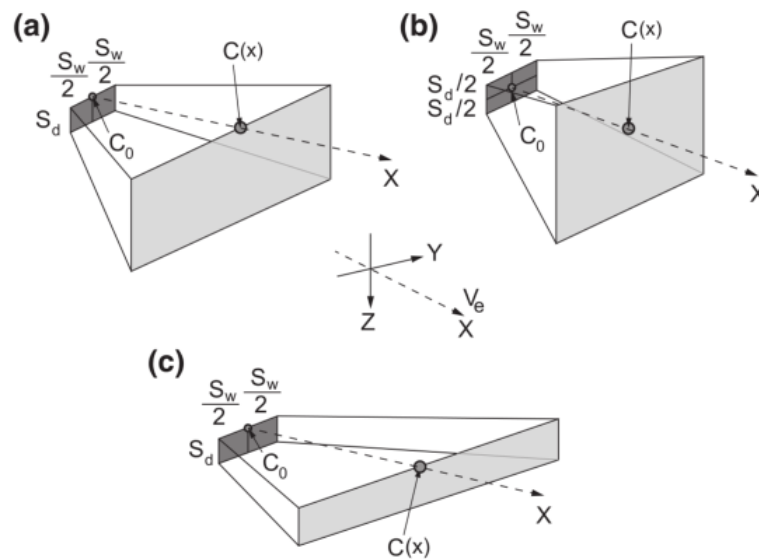 (a)
S_w/2 S_w/2
C(x)
S_d
C_0
X
(b)
S_w/2 S_w/2
C(x)
S_d/2
S_d/2
C_0
X
Y
V_e
Z
X
(c)
S_w/2 S_w/2
S_d
C_0
X
C(x)